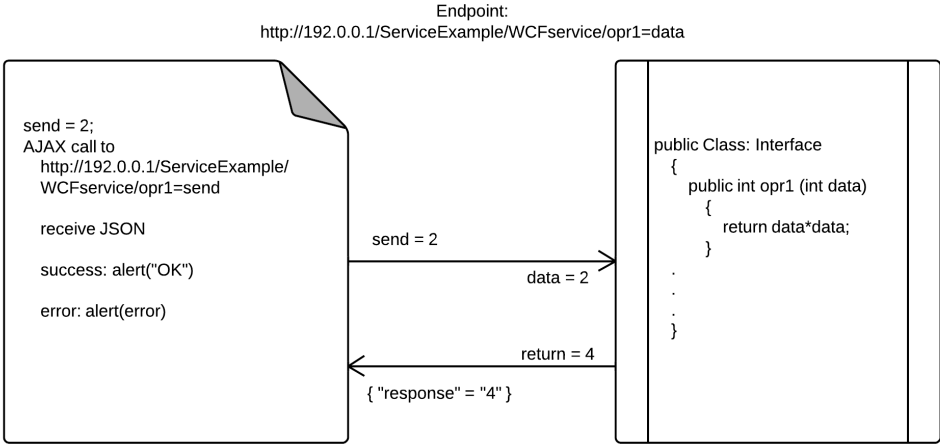 Endpoint:
http://192.0.0.1/ServiceExample/WCFservice/opr1=data
send = 2;
AJAX call to
http://192.0.0.1/ServiceExample/
WCFservice/opr1=send
receive JSON
success: alert("OK")
error: alert(error)
send = 2
data = 2
return = 4
{ "response" = "4" }
public Class: Interface
{
public int opr1 (int data)
{
return data*data;
}
.
.
.
}